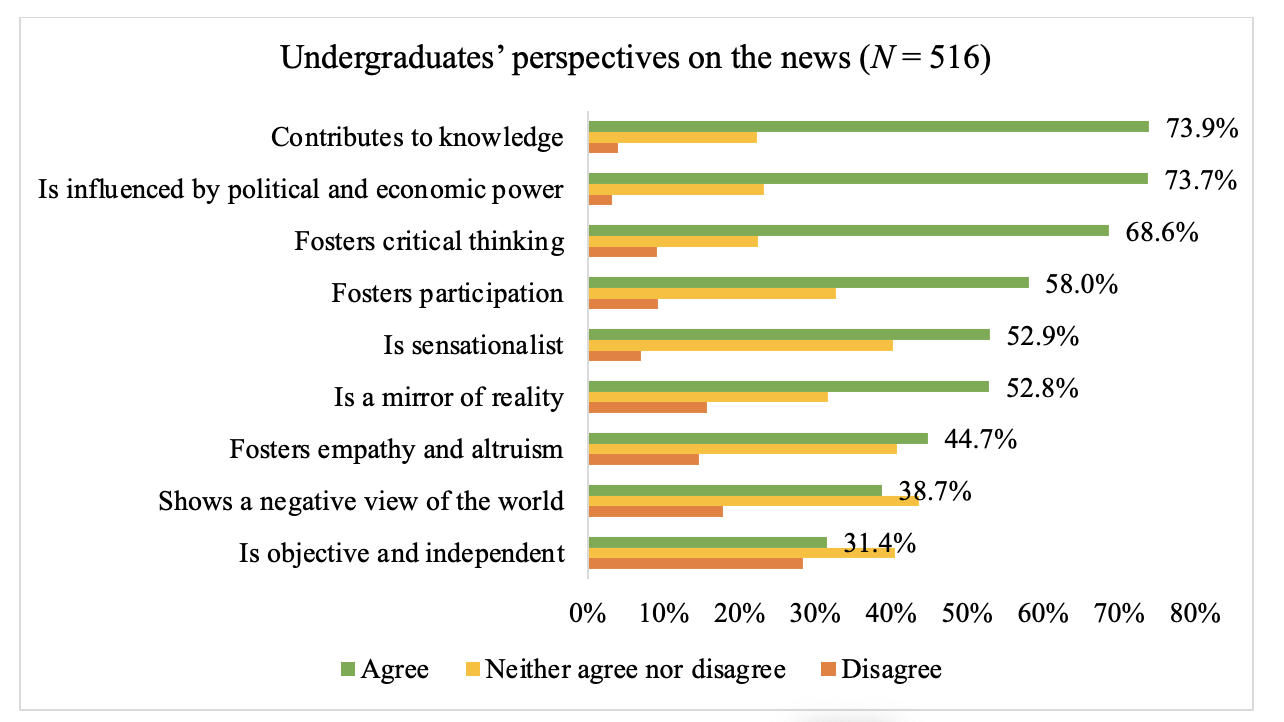 Undergraduates’ perspectives on the news (N = 516)
Contributes to knowledge 73.9%
Is influenced by political and economic power 73.7%
Fosters critical thinking 68.6%
Fosters participation 58.0%
Is sensationalist 52.9%
Is a mirror of reality 52.8%
Fosters empathy and altruism 44.7%
Shows a negative view of the world 38.7%
Is objective and independent 31.4%
0% 10% 20% 30% 40% 50% 60% 70% 80%
Agree Neither agree nor disagree Disagree